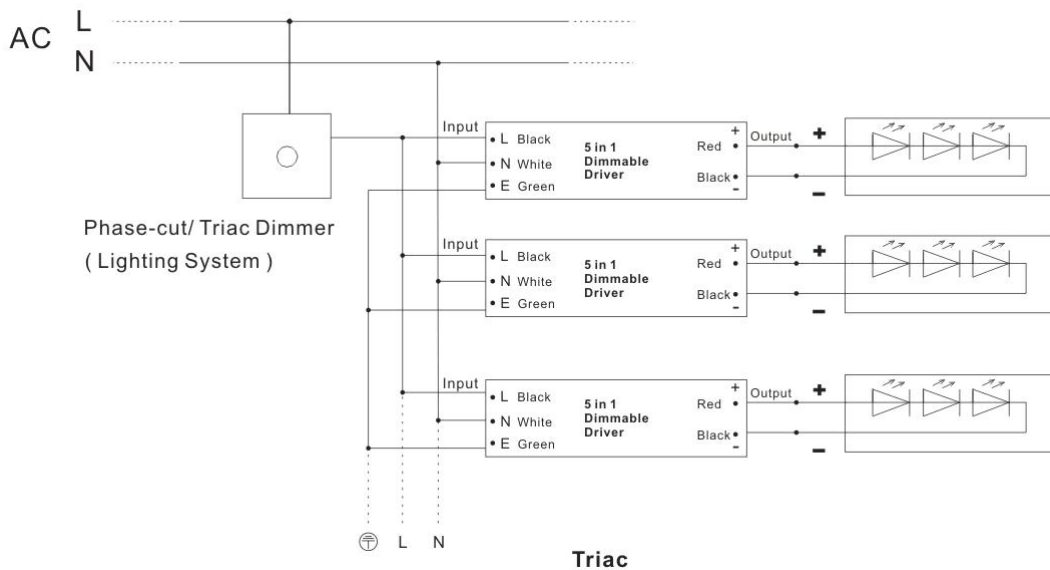 AC L
N
Phase-cut/ Triac Dimmer
( Lighting System )
Input
L Black
N White
E Green
5 in 1
Dimmable
Driver
+
Red
Black
-
Output
+
-
Input
L Black
N White
E Green
5 in 1
Dimmable
Driver
+
Red
Black
-
Output
+
-
Input
L Black
N White
E Green
5 in 1
Dimmable
Driver
+
Red
Black
-
Output
+
-
L N
Triac